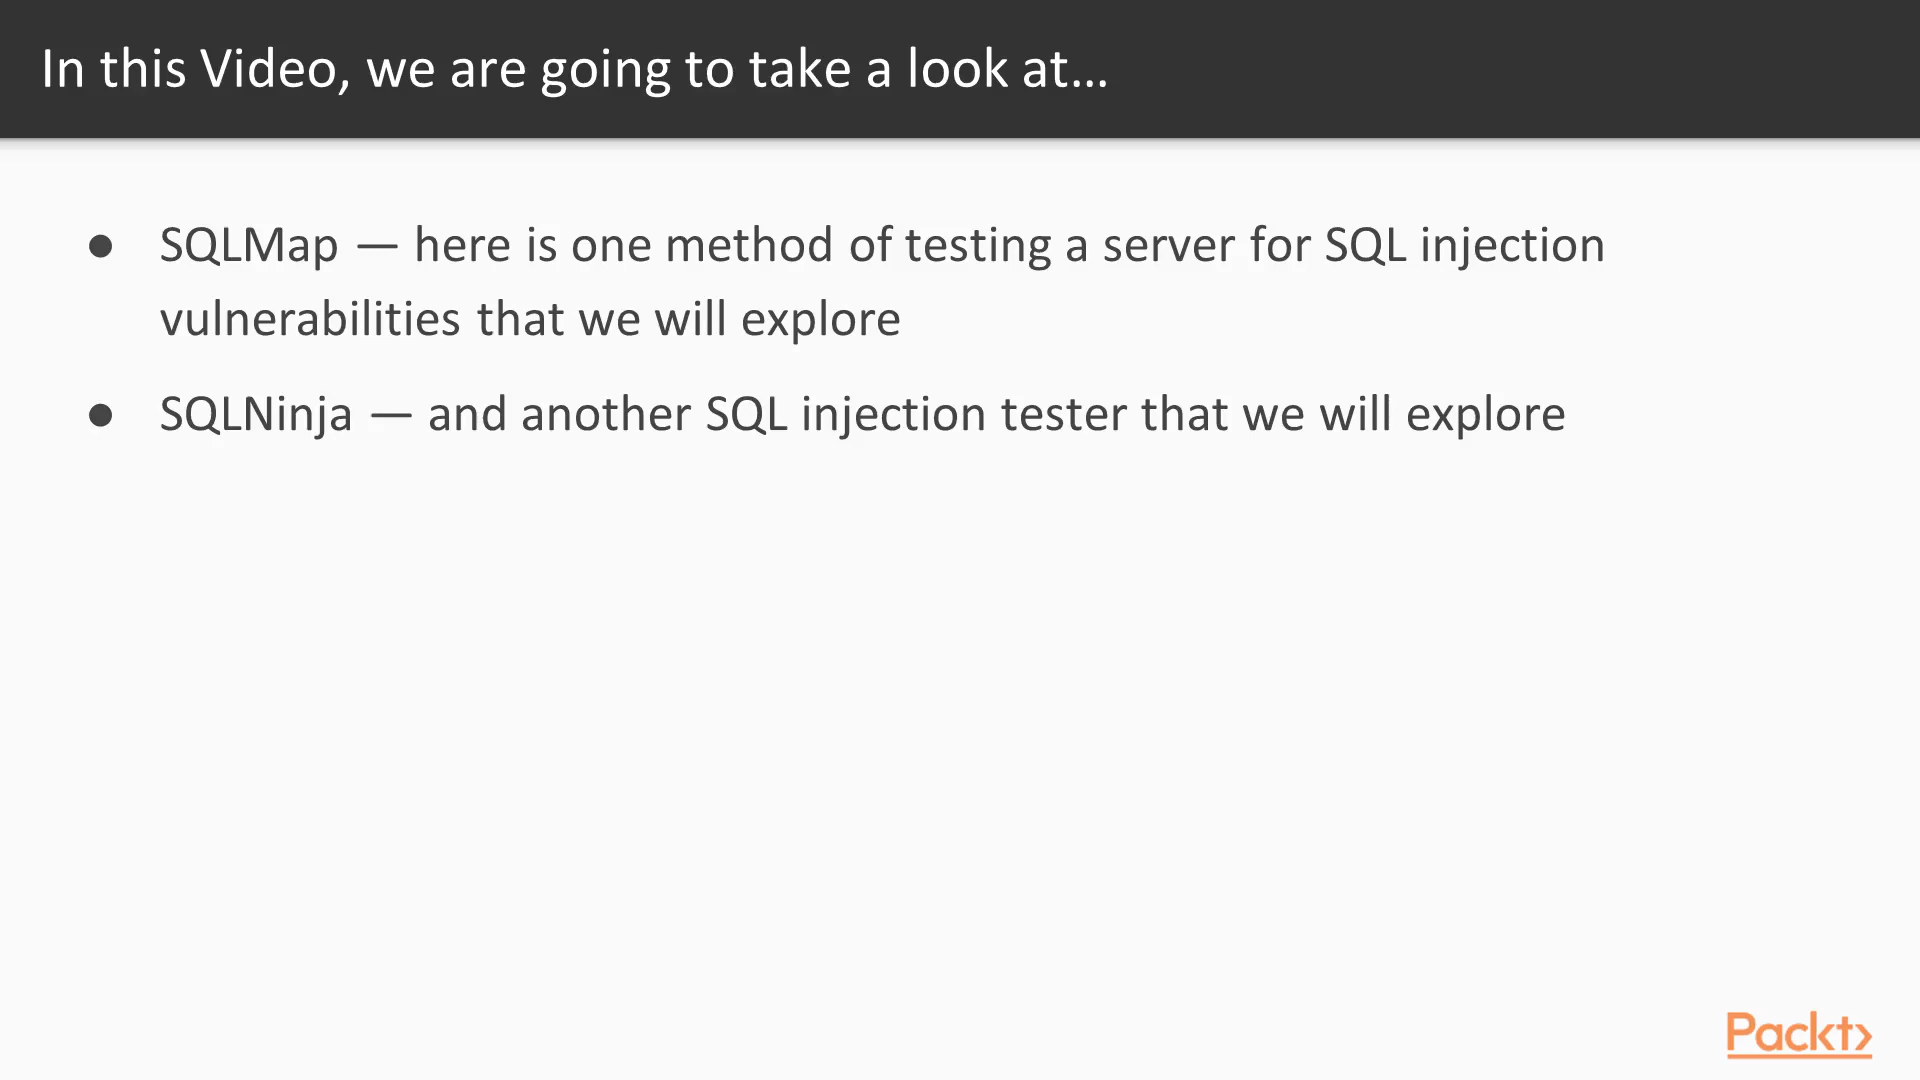 In this Video, we are going to take a look at...
● SQLMap — here is one method of testing a server for SQL injection
vulnerabilities that we will explore
● SQLNinja — and another SQL injection tester that we will explore
Packt>